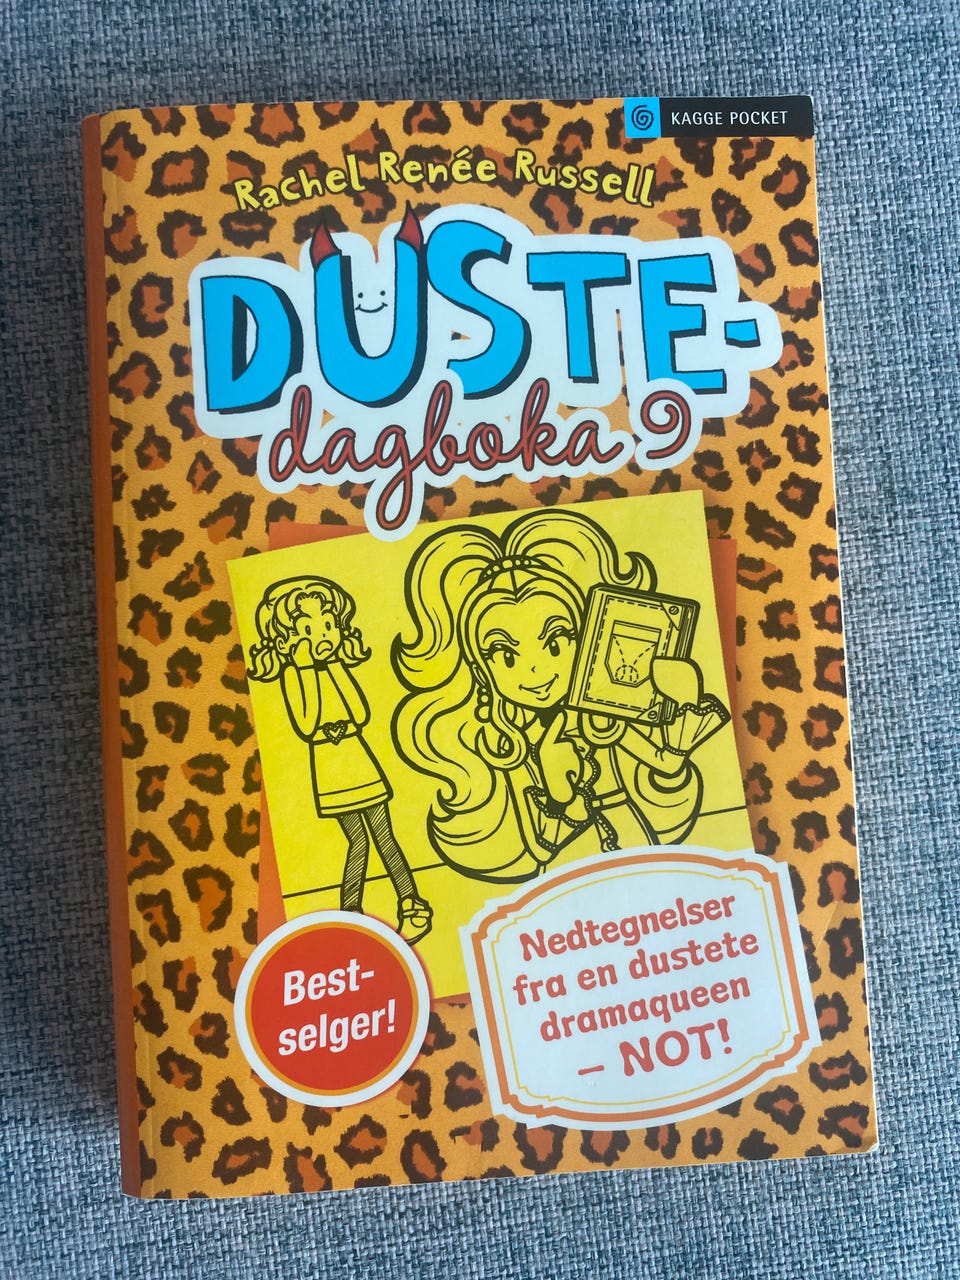 KAGGE POCKET
Rachel Renée Russell
DUSTE-
dagboka 9
Nedtegnelser
fra en dustete
dramaqueen
– NOT!
Best-
selger!